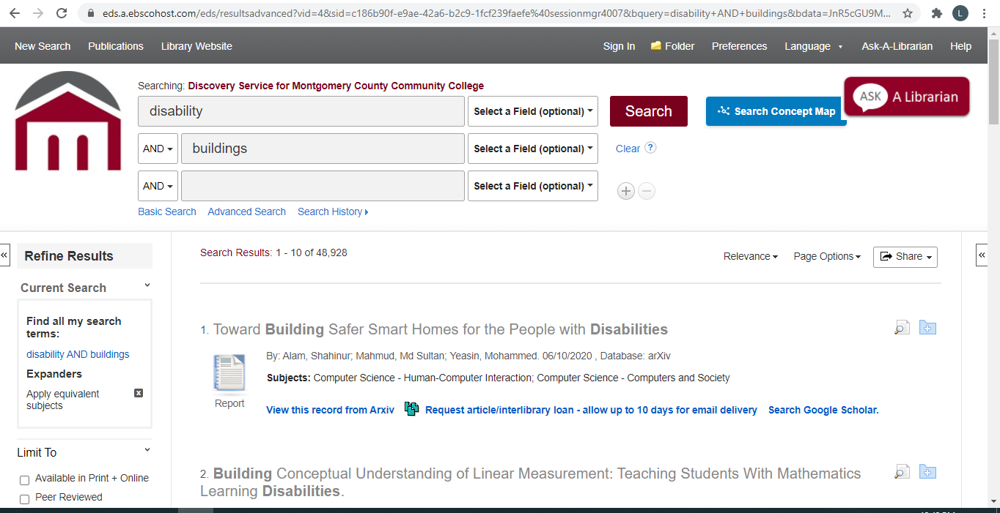 eds.a.ebscohost.com/eds/resultsadvanced?vid=4&sid=c186b90f-e9ae-42a6-b2c9-1fcf239faefe%40sessionmgr4007&bquery=disability+AND+buildings&bdata=JnR5cGU9M... L
New Search Publications Library Website Sign In Folder Preferences Language Ask-A-Librarian Help
Searching: Discovery Service for Montgomery County Community College
ASK A Librarian
disability Select a Field (optional) Search Search Concept Map
AND buildings Select a Field (optional) Clear ?
AND Select a Field (optional)
Basic Search Advanced Search Search History
Refine Results
Search Results: 1 - 10 of 48,928
Relevance Page Options Share
Current Search
Find all my search
terms:
disability AND buildings
Expanders
Apply equivalent
subjects
Limit To
Available in Print + Online
Peer Reviewed
1. Toward Building Safer Smart Homes for the People with Disabilities
Report
By: Alam, Shahinur; Mahmud, Md Sultan; Yeasin, Mohammed. 06/10/2020 , Database: arXiv
Subjects: Computer Science - Human-Computer Interaction; Computer Science - Computers and Society
View this record from Arxiv Request article/interlibrary loan - allow up to 10 days for email delivery Search Google Scholar.
2. Building Conceptual Understanding of Linear Measurement: Teaching Students With Mathematics
Learning Disabilities.